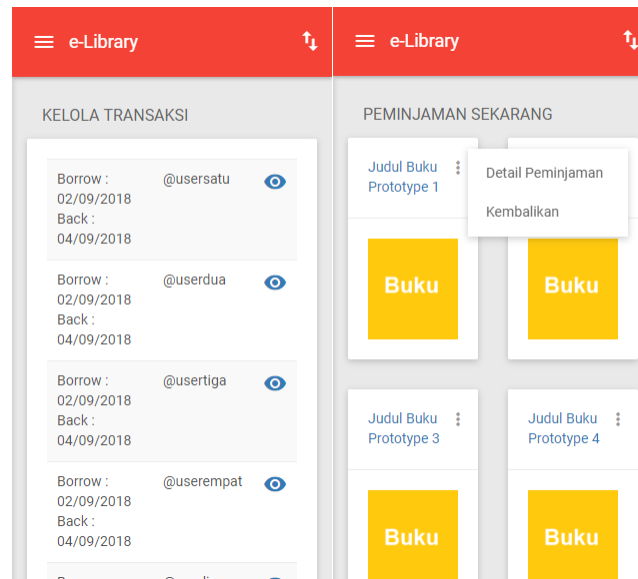 e-Library
KELOLA TRANSAKSI
Borrow : @usersatu
02/09/2018
Back :
04/09/2018
Borrow : @userdua
02/09/2018
Back :
04/09/2018
Borrow : @usertiga
02/09/2018
Back :
04/09/2018
Borrow : @userempat
02/09/2018
Back :
04/09/2018
e-Library
PEMINJAMAN SEKARANG
Judul Buku
Prototype 1
Detail Peminjaman
Kembalikan
Buku
Buku
Judul Buku
Prototype 3
Judul Buku
Prototype 4
Buku
Buku